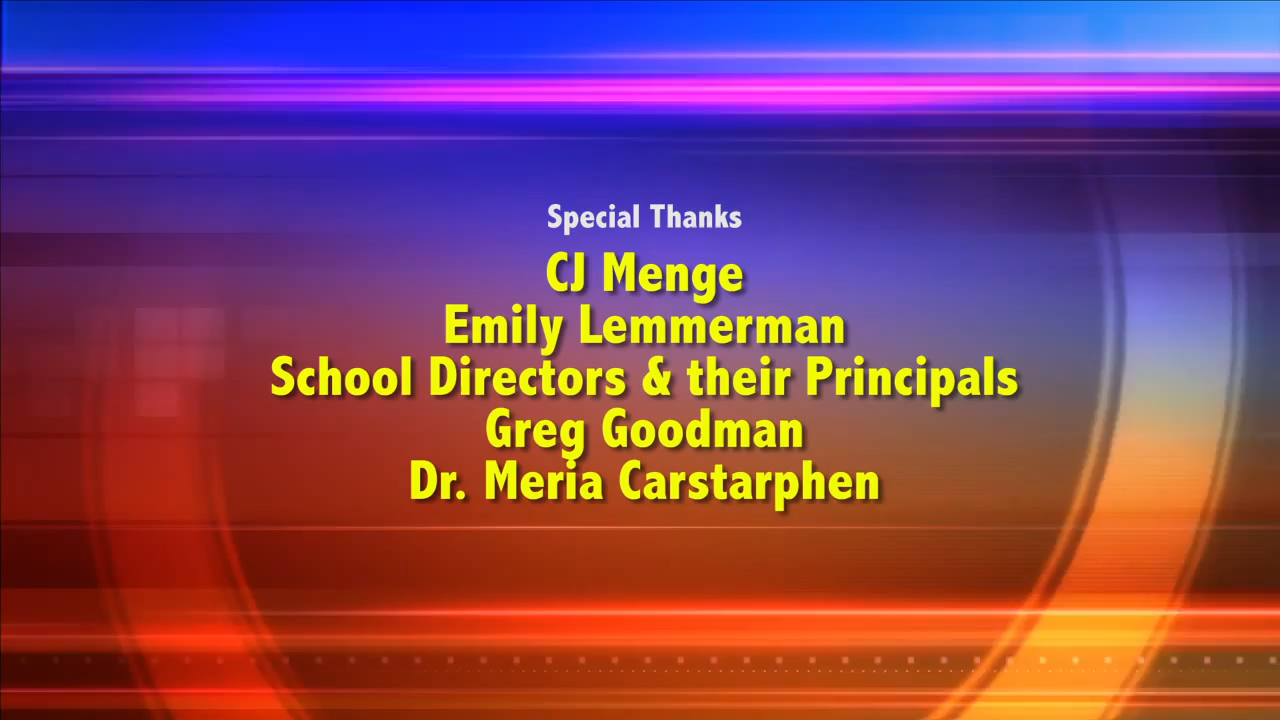 Special Thanks
CJ Menge
Emily Lemmerman
School Directors & their Principals
Greg Goodman
Dr. Meria Carstarphen